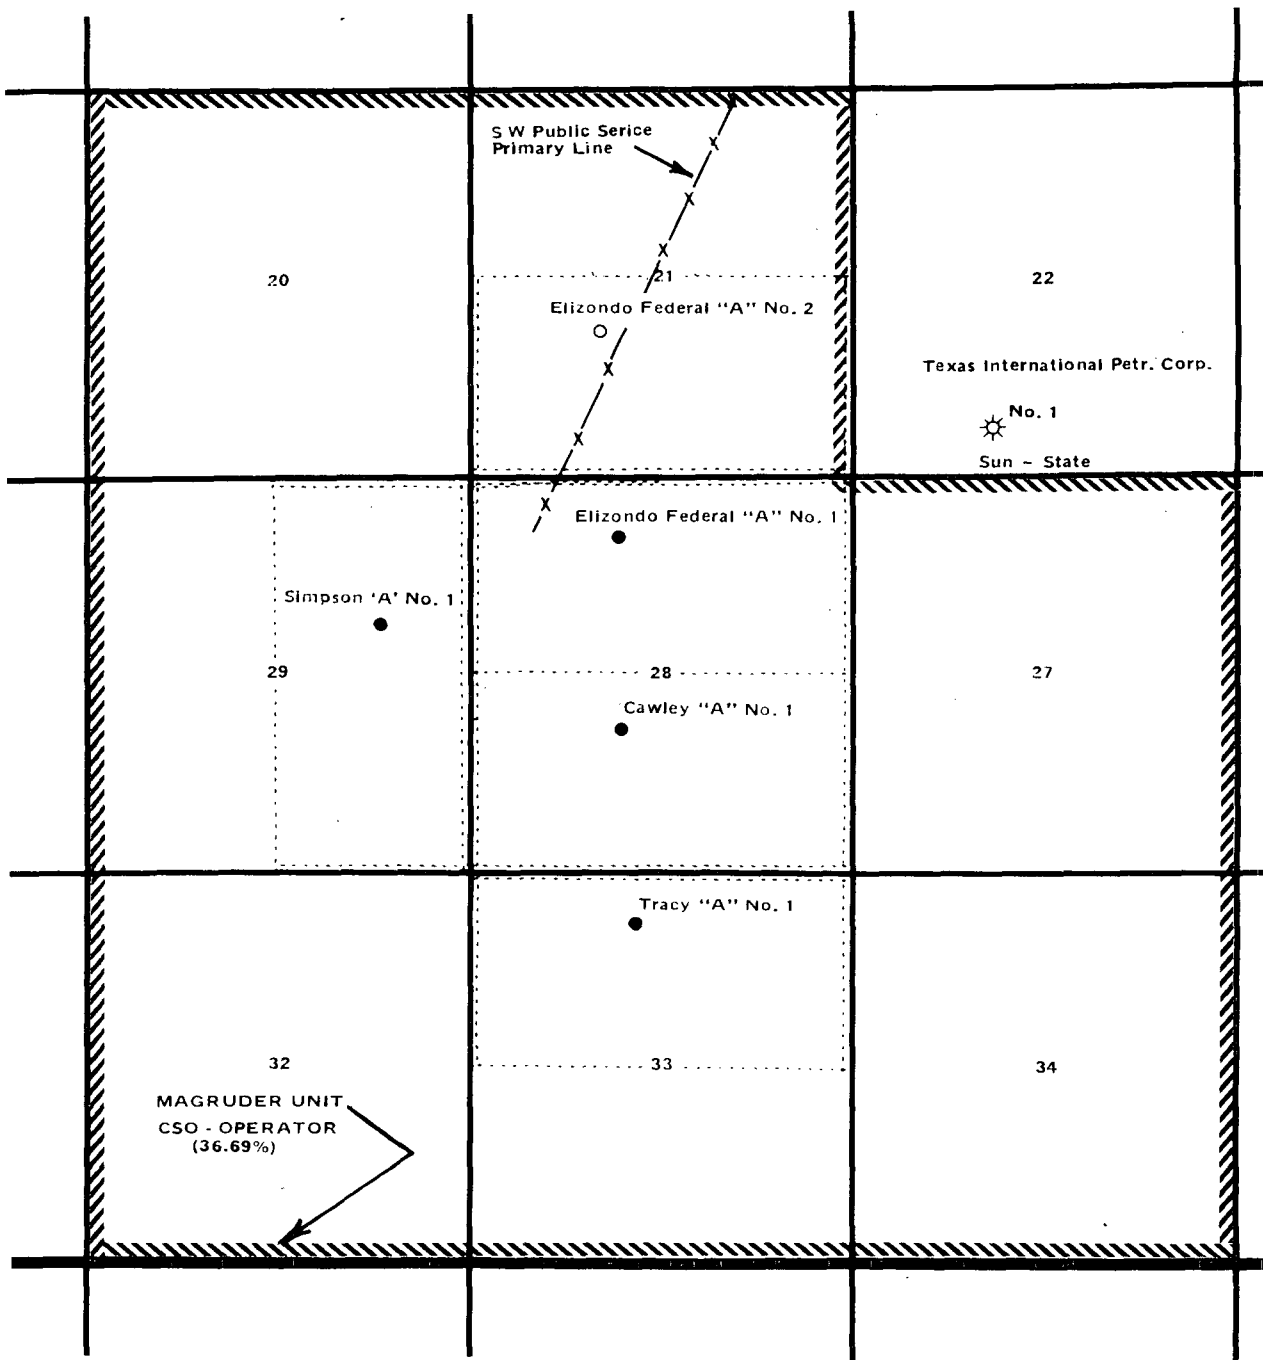 S W Public Serice
Primary Line
20
21
22
Elizondo Federal "A" No. 2
Texas International Petr. Corp.
No. 1
Sun ~ State
Elizondo Federal "A" No. 1
Simpson 'A' No. 1
29
28
27
Cawley "A" No. 1
Tracy "A" No. 1
32
33
34
MAGRUDER UNIT
CSO - OPERATOR
(36.69%)